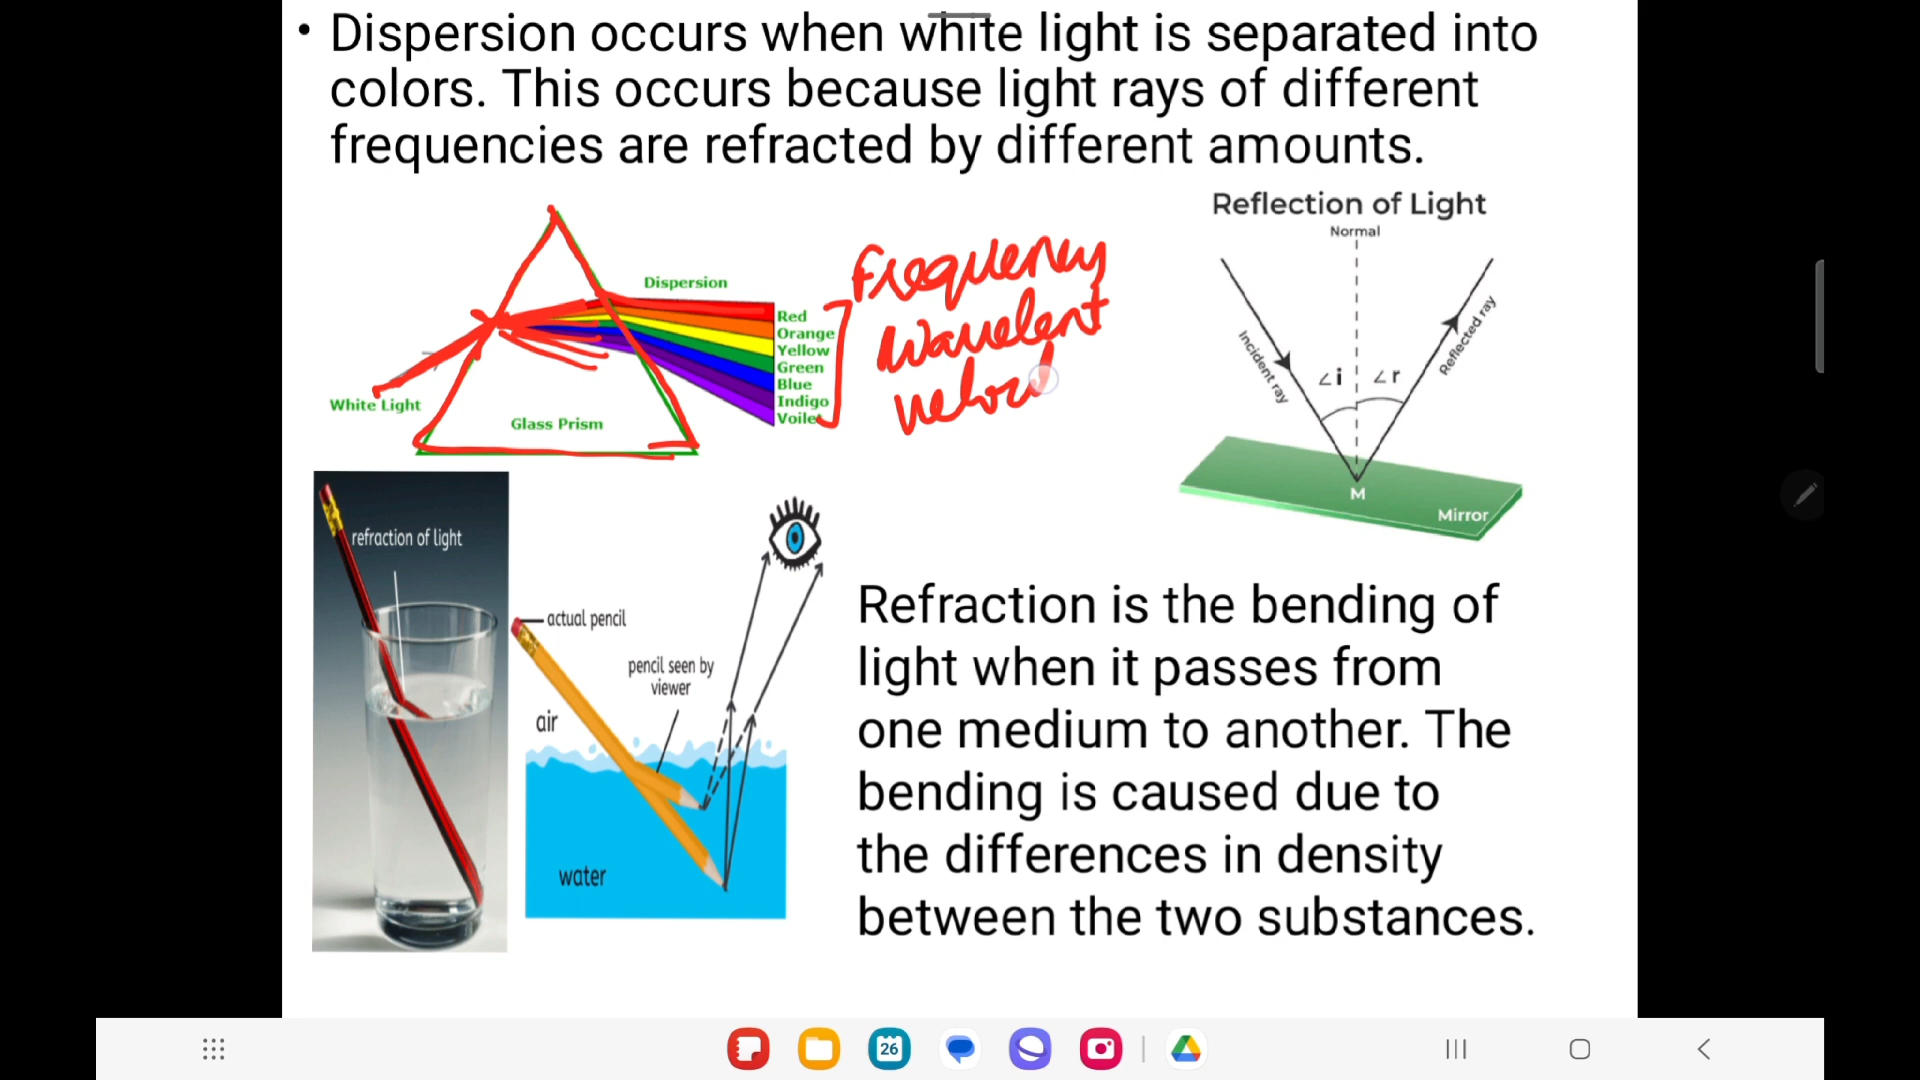 • Dispersion occurs when white light is separated into
colors. This occurs because light rays of different
frequencies are refracted by different amounts.
Dispersion
Red
Orange
Yellow
Green
Blue
Indigo
Voilet
White Light
Glass Prism
Frequency
wavelent
veloci
Reflection of Light
Normal
Incident ray
∠i
∠r
Reflected ray
M
Mirror
refraction of light
actual pencil
pencil seen by
viewer
air
water
Refraction is the bending of
light when it passes from
one medium to another. The
bending is caused due to
the differences in density
between the two substances.
26